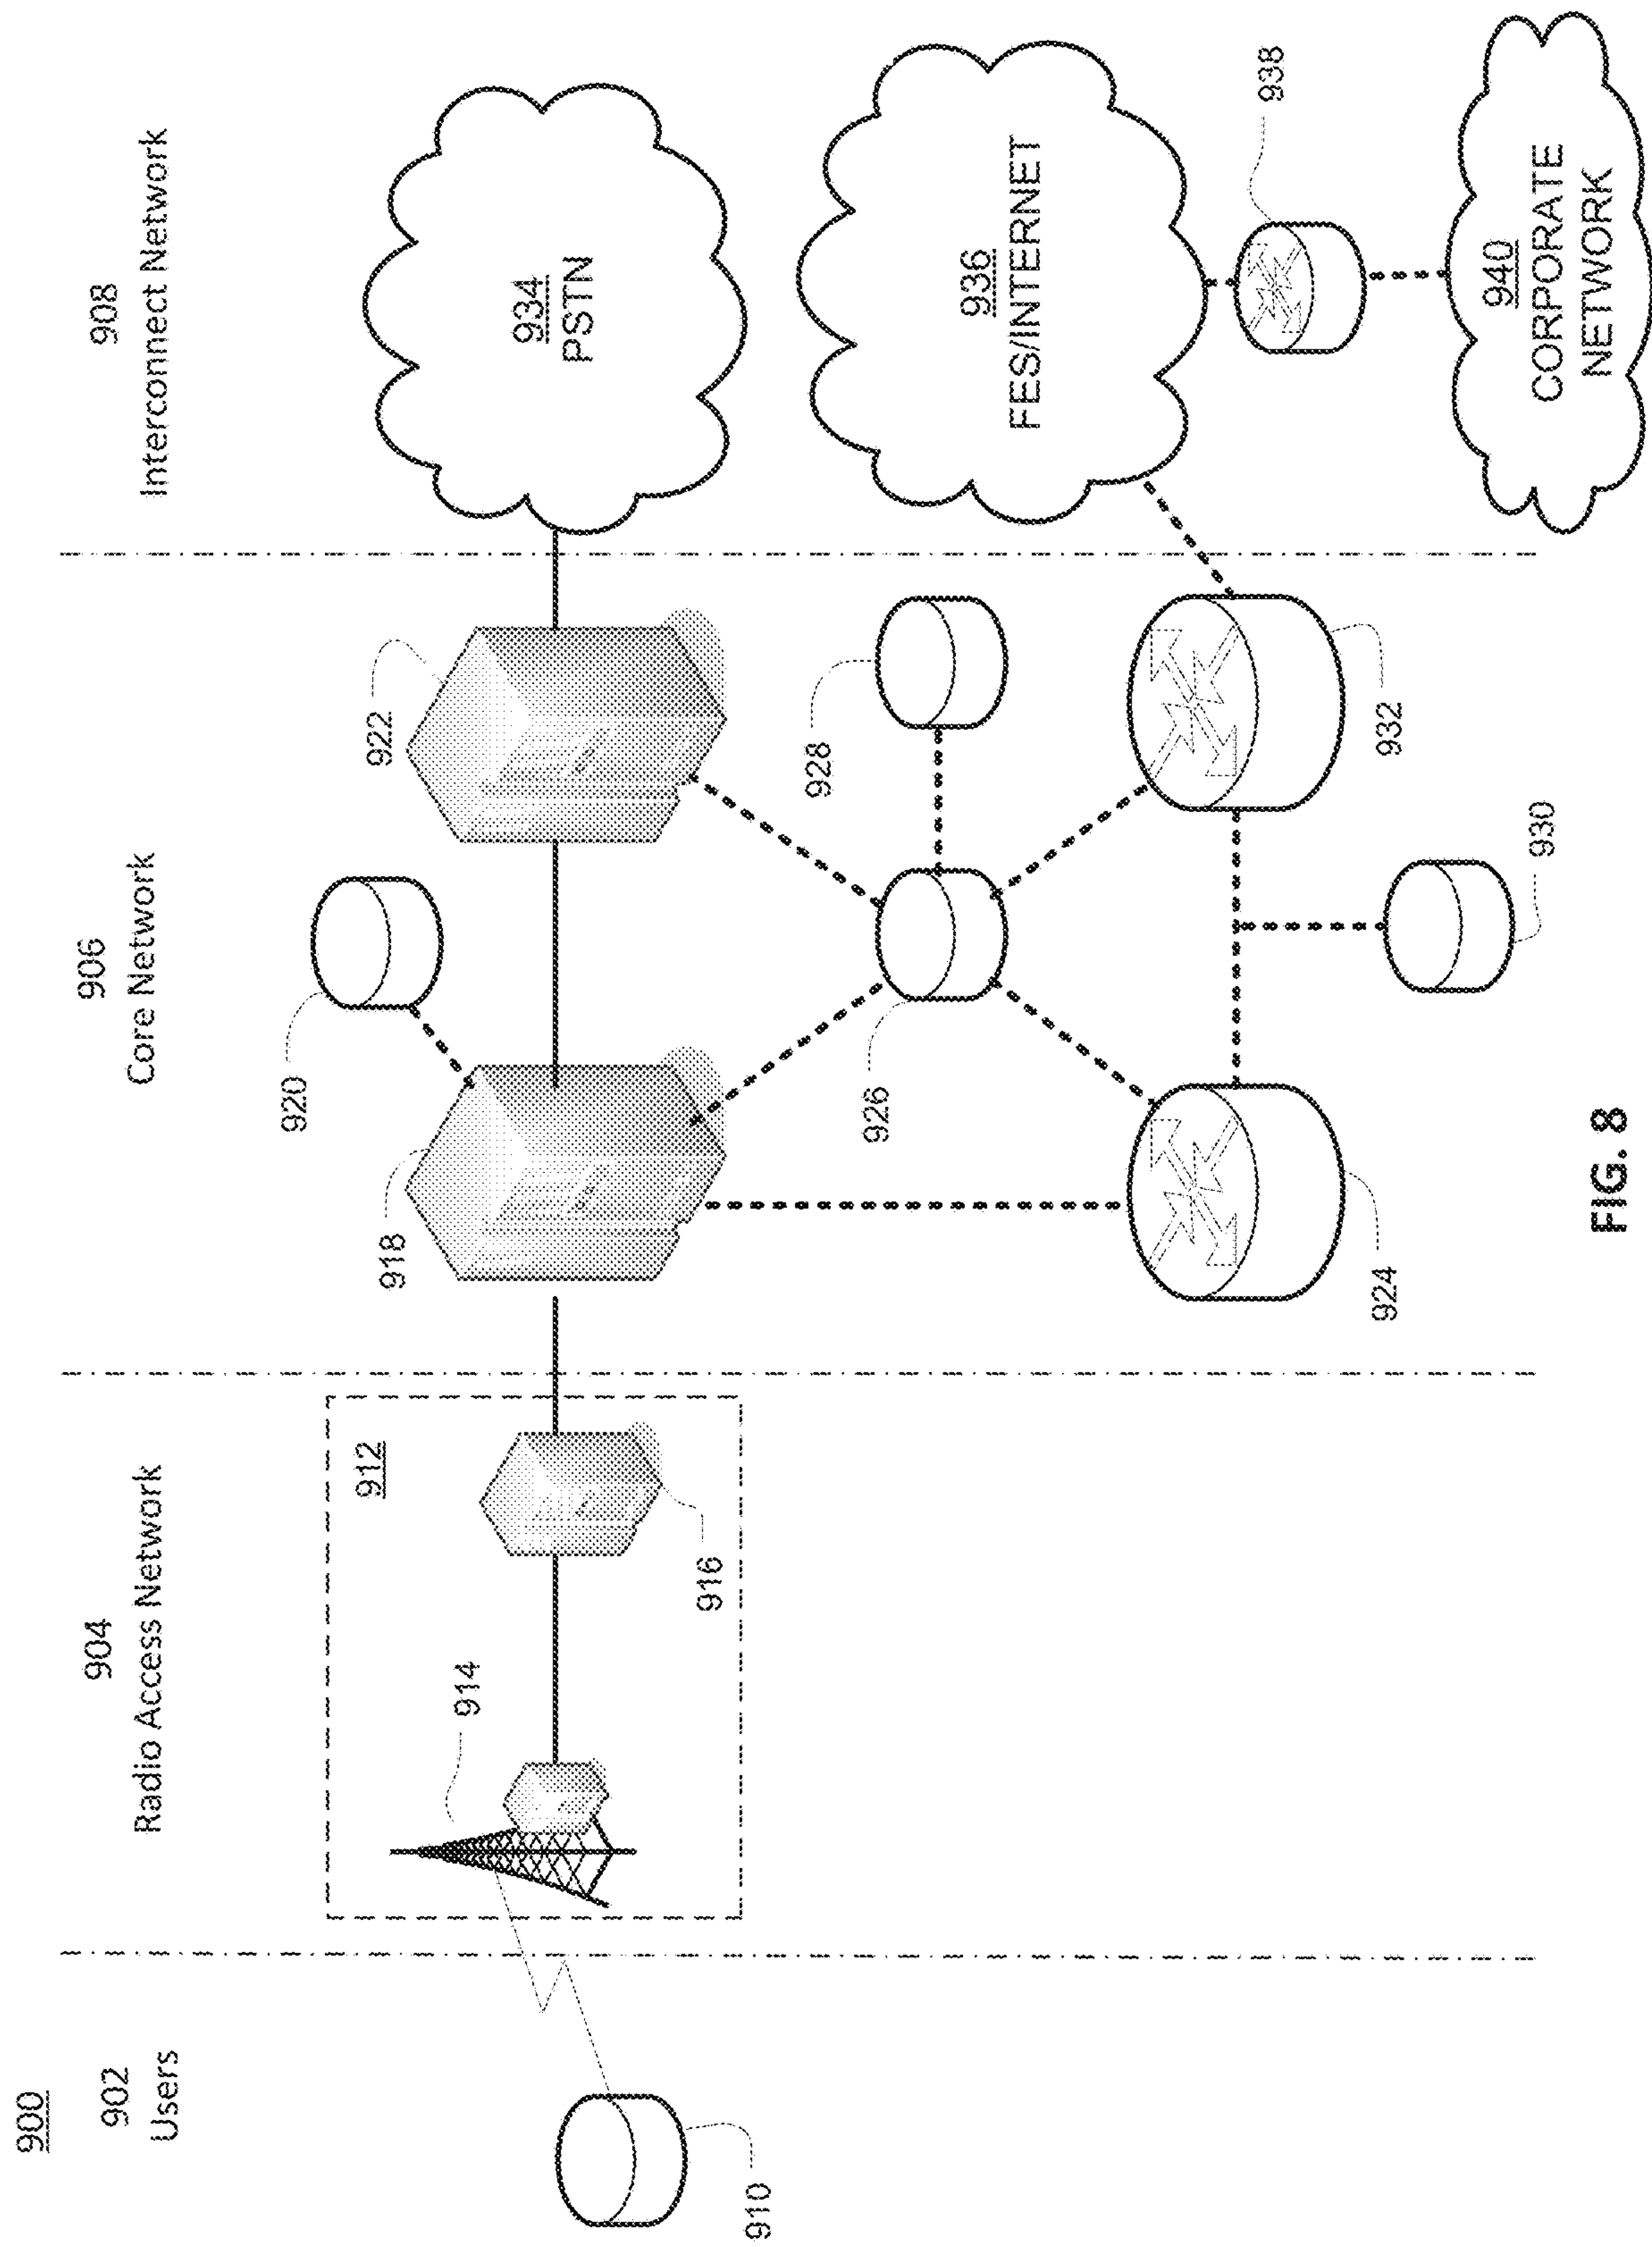 900
902
Users
904
Radio Access Network
906
Core Network
908
Interconnect Network
910
912
914
916
918
920
922
924
926
928
930
932
934
PSTN
936
FES/INTERNET
938
940
CORPORATE
NETWORK
FIG. 8